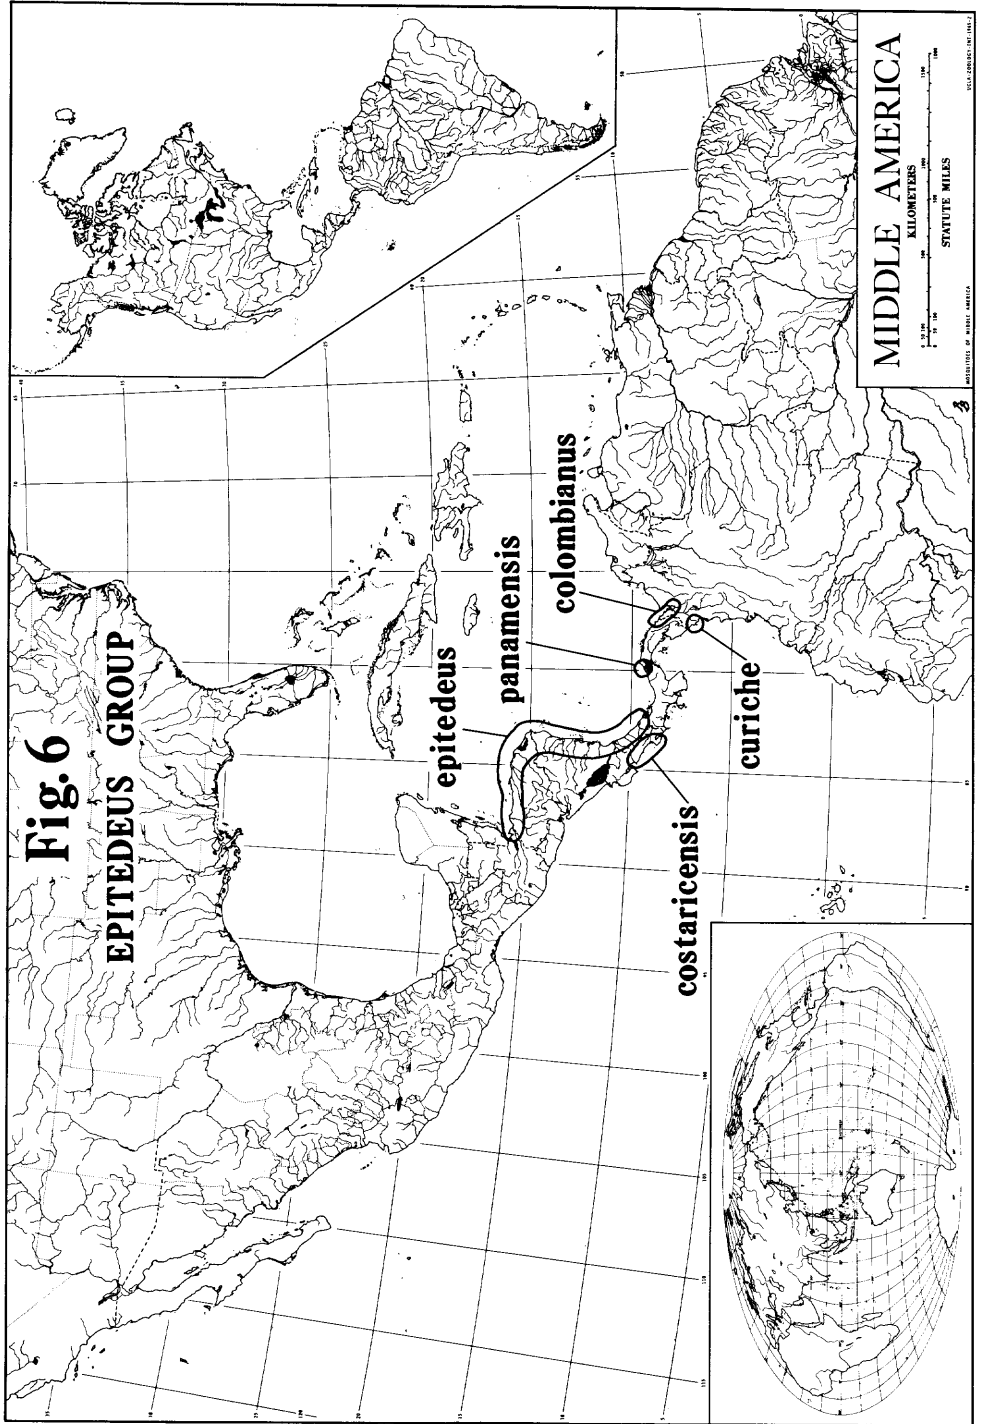 Fig. 6
EPITEDEUS GROUP
epitedeus
panamensis
colombianus
curiche
costaricensis
MIDDLE AMERICA
KILOMETERS
STATUTE MILES
MOSQUITOES OF MIDDLE AMERICA